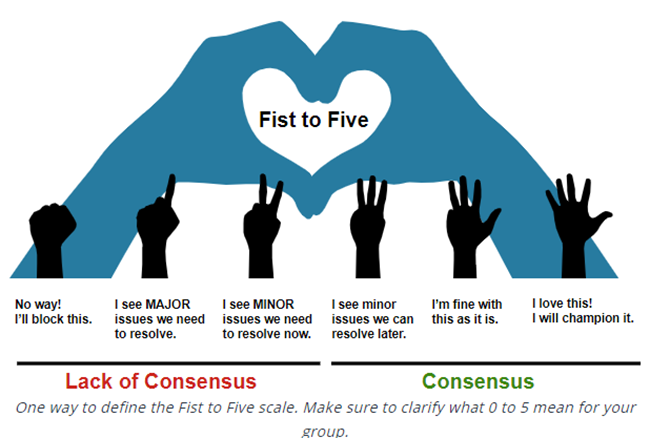 Fist to Five
No way!
I'll block this.
I see MAJOR
issues we need
to resolve.
I see MINOR
issues we need
to resolve now.
I see minor
issues we can
resolve later.
I'm fine with
this as it is.
I love this!
I will champion it.
Lack of Consensus
Consensus
One way to define the Fist to Five scale. Make sure to clarify what 0 to 5 mean for your
group.